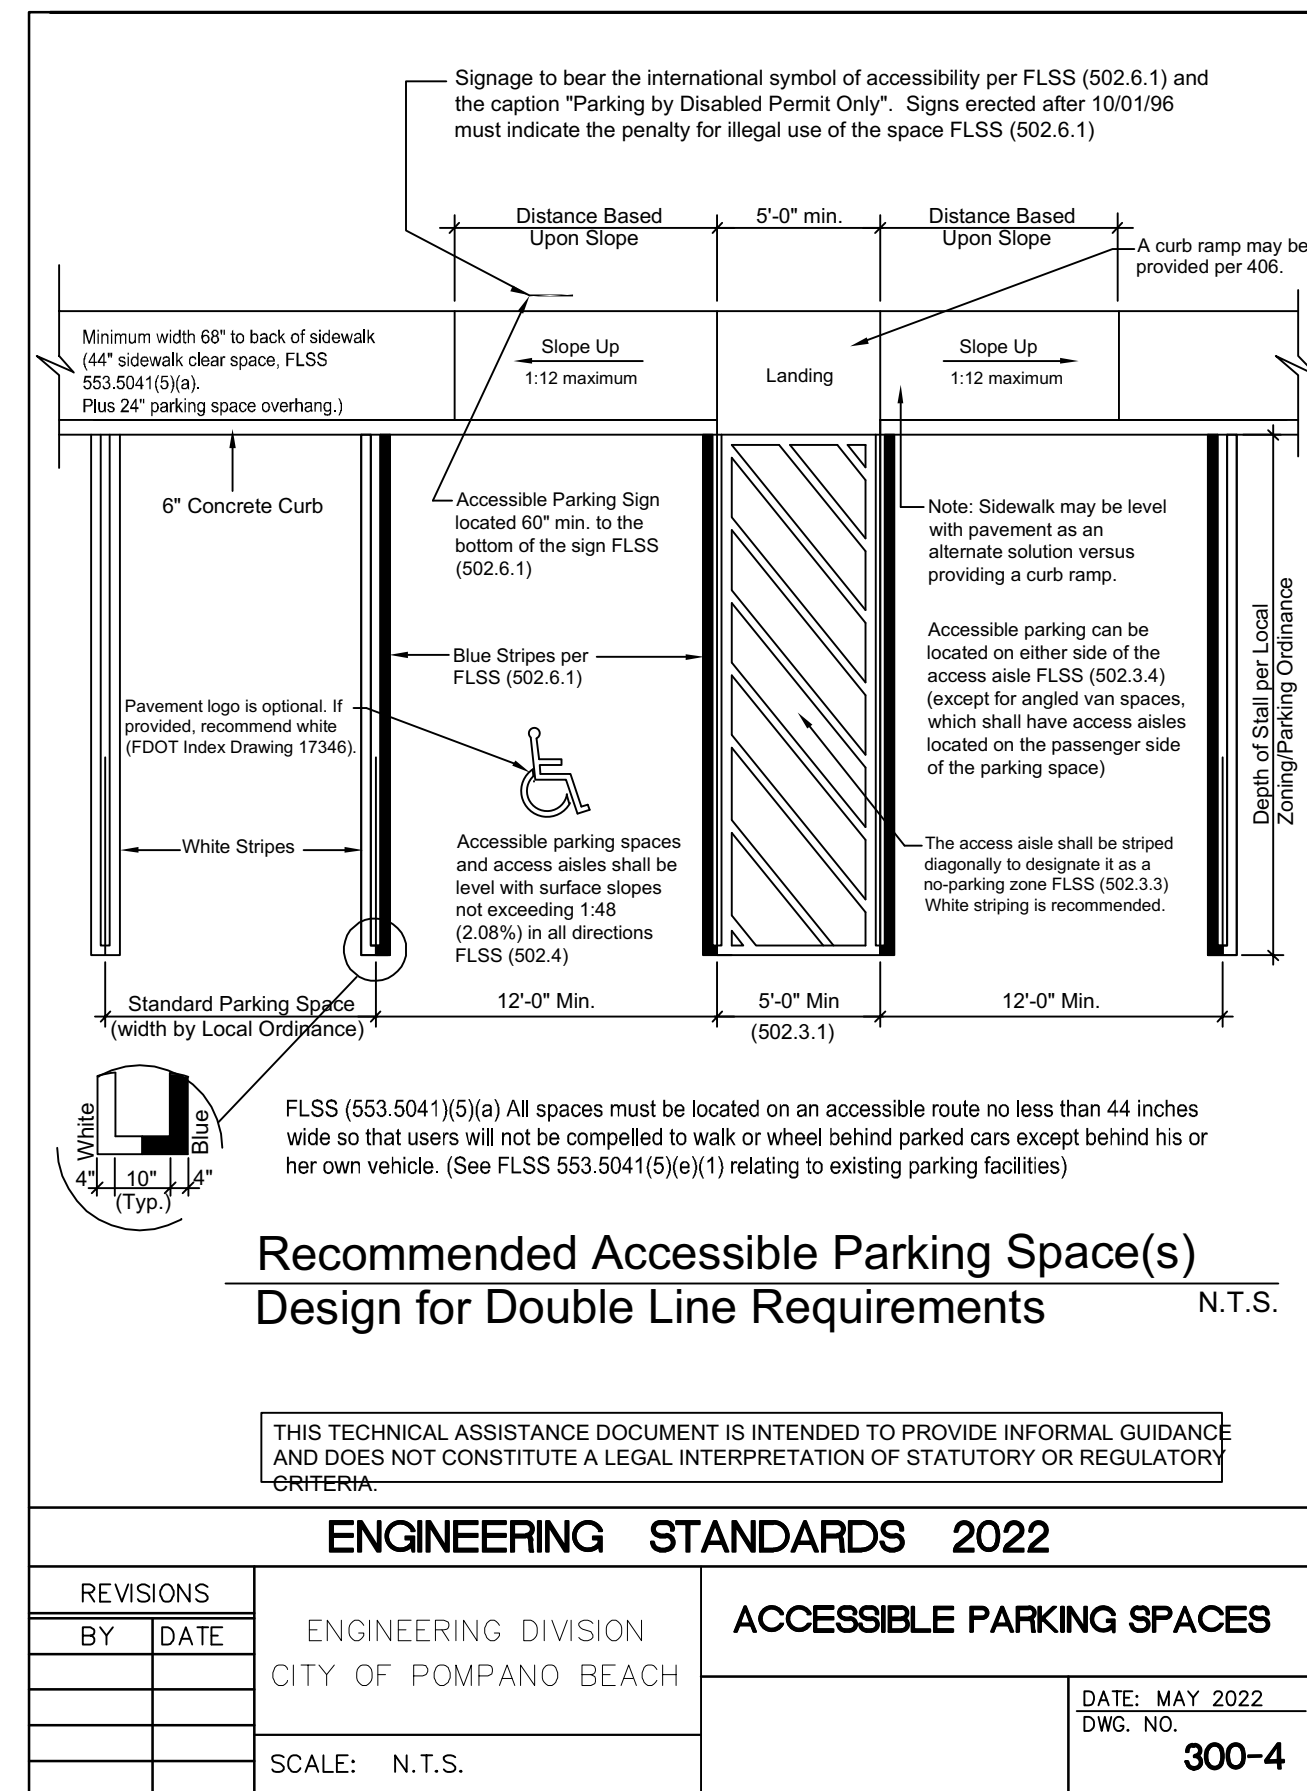 Signage to bear the international symbol of accessibility per FLSS (502.6.1) and
the caption "Parking by Disabled Permit Only".  Signs erected after 10/01/96
must indicate the penalty for illegal use of the space FLSS (502.6.1)
Distance Based
Upon Slope
5'-0" min.
Distance Based
Upon Slope
A curb ramp may be
provided per 406.
Minimum width 68" to back of sidewalk
(44" sidewalk clear space, FLSS
553.5041(5)(a).
Plus 24" parking space overhang.)
Slope Up
1:12 maximum
Landing
Slope Up
1:12 maximum
6" Concrete Curb
Accessible Parking Sign
located 60" min. to the
bottom of the sign FLSS
(502.6.1)
Note: Sidewalk may be level
with pavement as an
alternate solution versus
providing a curb ramp.
Blue Stripes per
FLSS (502.6.1)
Accessible parking can be
located on either side of the
access aisle FLSS (502.3.4)
(except for angled van spaces,
which shall have access aisles
located on the passenger side
of the parking space)
Depth of Stall per Local
Zoning/Parking Ordinance
Pavement logo is optional. If
provided, recommend white
(FDOT Index Drawing 17346).
White Stripes
Accessible parking spaces
and access aisles shall be
level with surface slopes
not exceeding 1:48
(2.08%) in all directions
FLSS (502.4)
The access aisle shall be striped
diagonally to designate it as a
no-parking zone FLSS (502.3.3)
White striping is recommended.
Standard Parking Space
(width by Local Ordinance)
12'-0" Min.
5'-0" Min
(502.3.1)
12'-0" Min.
White
Blue
4"
10"
(Typ.)
4"
FLSS (553.5041)(5)(a) All spaces must be located on an accessible route no less than 44 inches
wide so that users will not be compelled to walk or wheel behind parked cars except behind his or
her own vehicle. (See FLSS 553.5041(5)(e)(1) relating to existing parking facilities)
Recommended Accessible Parking Space(s)
Design for Double Line Requirements
N.T.S.
THIS TECHNICAL ASSISTANCE DOCUMENT IS INTENDED TO PROVIDE INFORMAL GUIDANCE
AND DOES NOT CONSTITUTE A LEGAL INTERPRETATION OF STATUTORY OR REGULATORY
CRITERIA.
ENGINEERING STANDARDS 2022
REVISIONS
BY DATE
ENGINEERING DIVISION
CITY OF POMPANO BEACH
SCALE: N.T.S.
ACCESSIBLE PARKING SPACES
DATE: MAY 2022
DWG. NO.
300-4